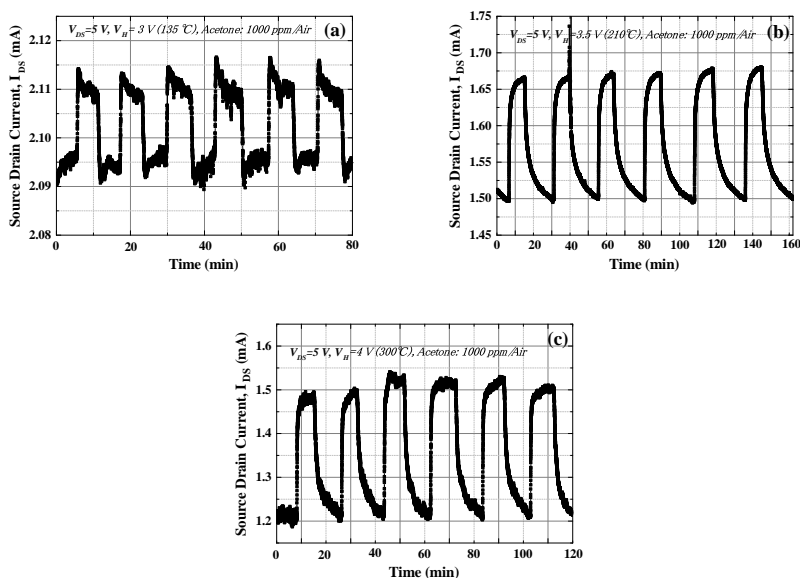 V_DS=5 V, V_H= 3 V (135 ℃), Acetone: 1000 ppm/Air (a)
Source Drain Current, I_DS (mA)
2.12
2.11
2.10
2.09
2.08
0 20 40 60 80
Time (min)
V_DS=5 V, V_H=3.5 V (210℃), Acetone: 1000 ppm/Air (b)
Source Drain Current, I_DS (mA)
1.75
1.70
1.65
1.60
1.55
1.50
1.45
0 20 40 60 80 100 120 140 160
Time (min)
V_DS=5 V, V_H=4 V (300℃), Acetone: 1000 ppm/Air (c)
Source Drain Current, I_DS (mA)
1.6
1.5
1.4
1.3
1.2
0 20 40 60 80 100 120
Time (min)